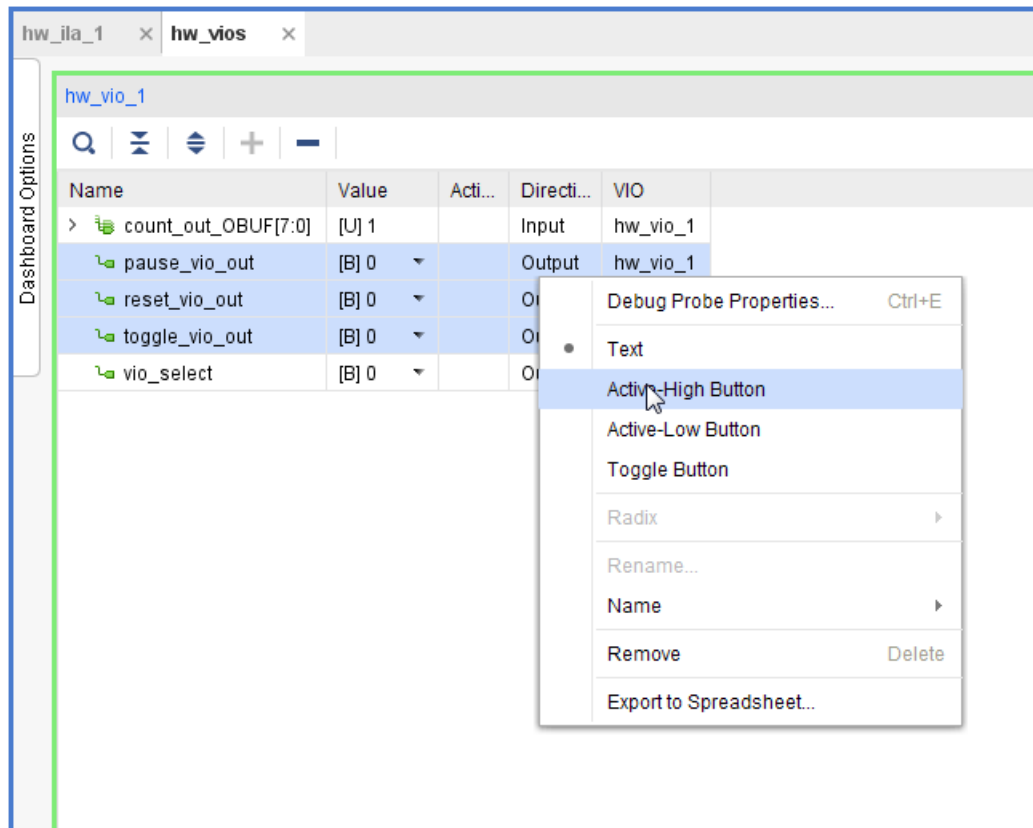 hw_ila_1 × hw_vios ×
Dashboard Options
hw_vio_1
Name Value Acti... Directi... VIO
> count_out_OBUF[7:0] [U] 1 Input hw_vio_1
pause_vio_out [B] 0 Output hw_vio_1
reset_vio_out [B] 0
toggle_vio_out [B] 0
vio_select [B] 0
Debug Probe Properties... Ctrl+E
Text
Active-High Button
Active-Low Button
Toggle Button
Radix
Rename...
Name
Remove Delete
Export to Spreadsheet...